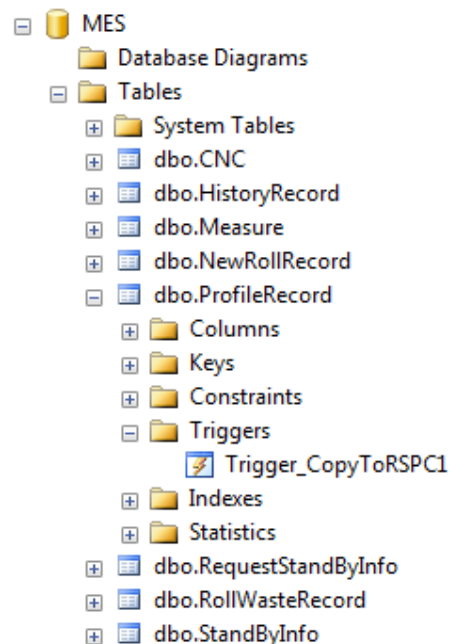 MES
Database Diagrams
Tables
System Tables
dbo.CNC
dbo.HistoryRecord
dbo.Measure
dbo.NewRollRecord
dbo.ProfileRecord
Columns
Keys
Constraints
Triggers
Trigger_CopyToRSPC1
Indexes
Statistics
dbo.RequestStandByInfo
dbo.RollWasteRecord
dbo.StandByInfo